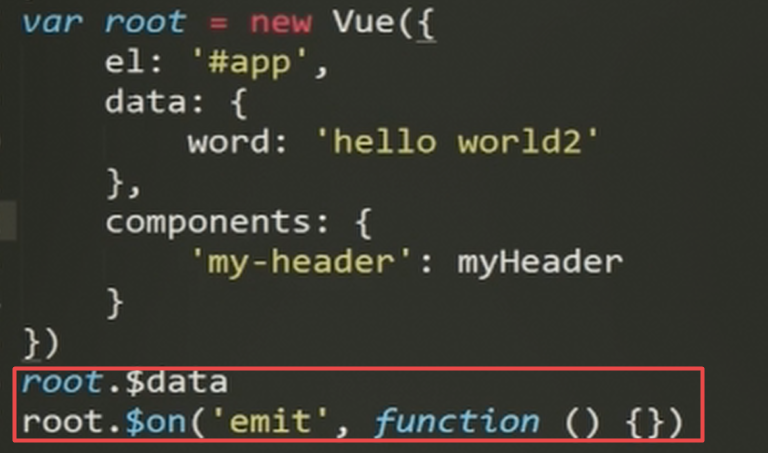 var root = new Vue({
    el: '#app',
    data: {
        word: 'hello world2'
    },
    components: {
        'my-header': myHeader
    }
})
root.$data
root.$on('emit', function () {})